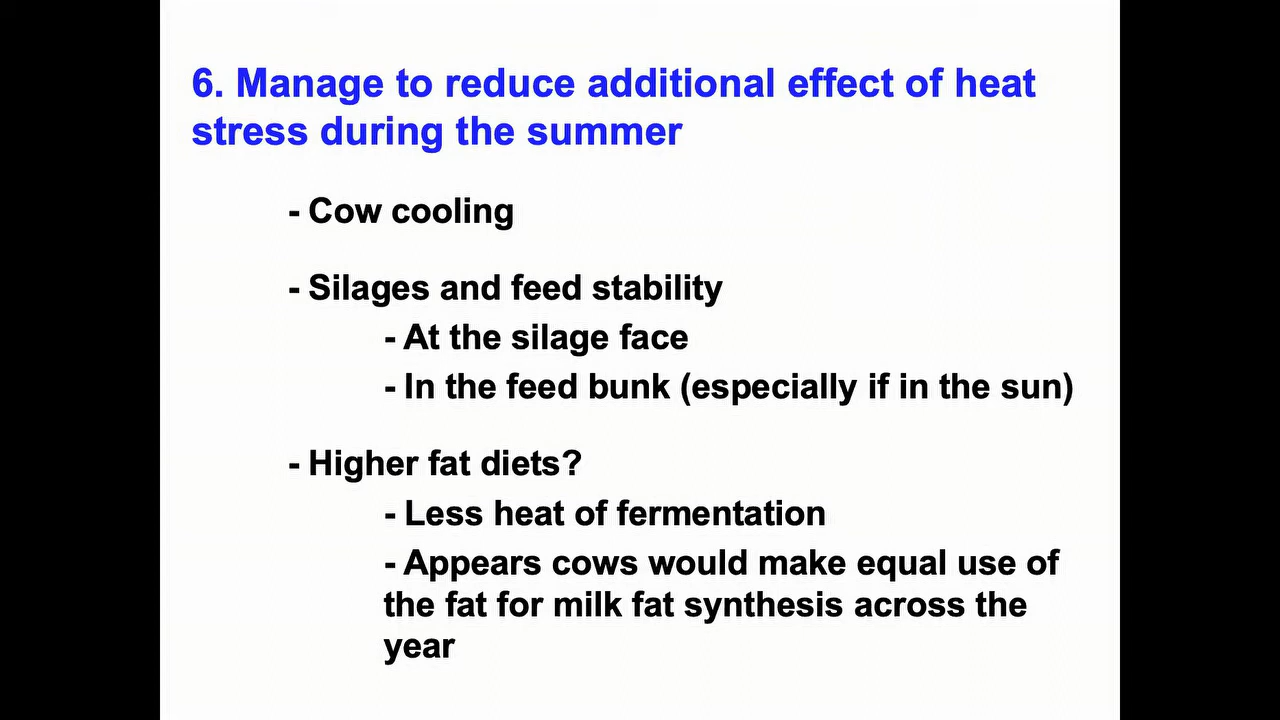 6. Manage to reduce additional effect of heat
stress during the summer
- Cow cooling
- Silages and feed stability
- At the silage face
- In the feed bunk (especially if in the sun)
- Higher fat diets?
- Less heat of fermentation
- Appears cows would make equal use of
the fat for milk fat synthesis across the
year